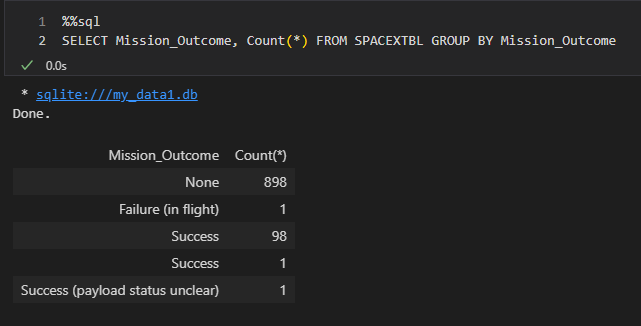 1 %%sql
2 SELECT Mission_Outcome, Count(*) FROM SPACEXTBL GROUP BY Mission_Outcome
✓ 0.0s
* sqlite:///my_data1.db
Done.
Mission_Outcome Count(*)
None 898
Failure (in flight) 1
Success 98
Success 1
Success (payload status unclear) 1